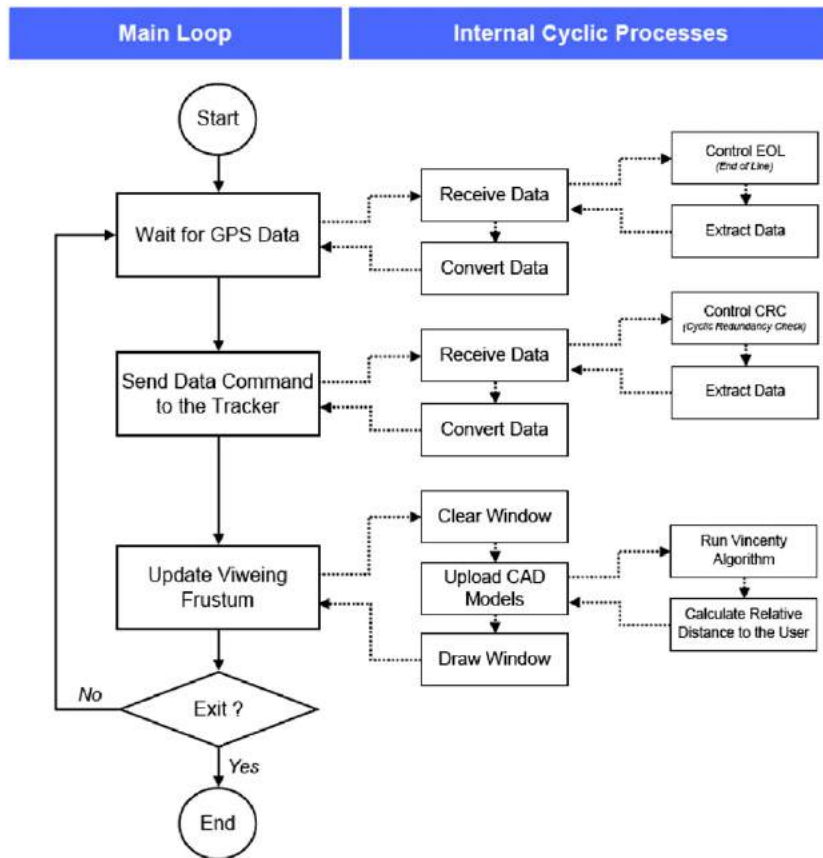 Main Loop
Internal Cyclic Processes
Start
Wait for GPS Data
Receive Data
Convert Data
Control EOL
(End of Line)
Extract Data
Send Data Command
to the Tracker
Receive Data
Convert Data
Control CRC
(Cyclic Redundancy Check)
Extract Data
Update Viweing
Frustum
Clear Window
Upload CAD
Models
Draw Window
Run Vincenty
Algorithm
Calculate Relative
Distance to the User
Exit ?
No
Yes
End